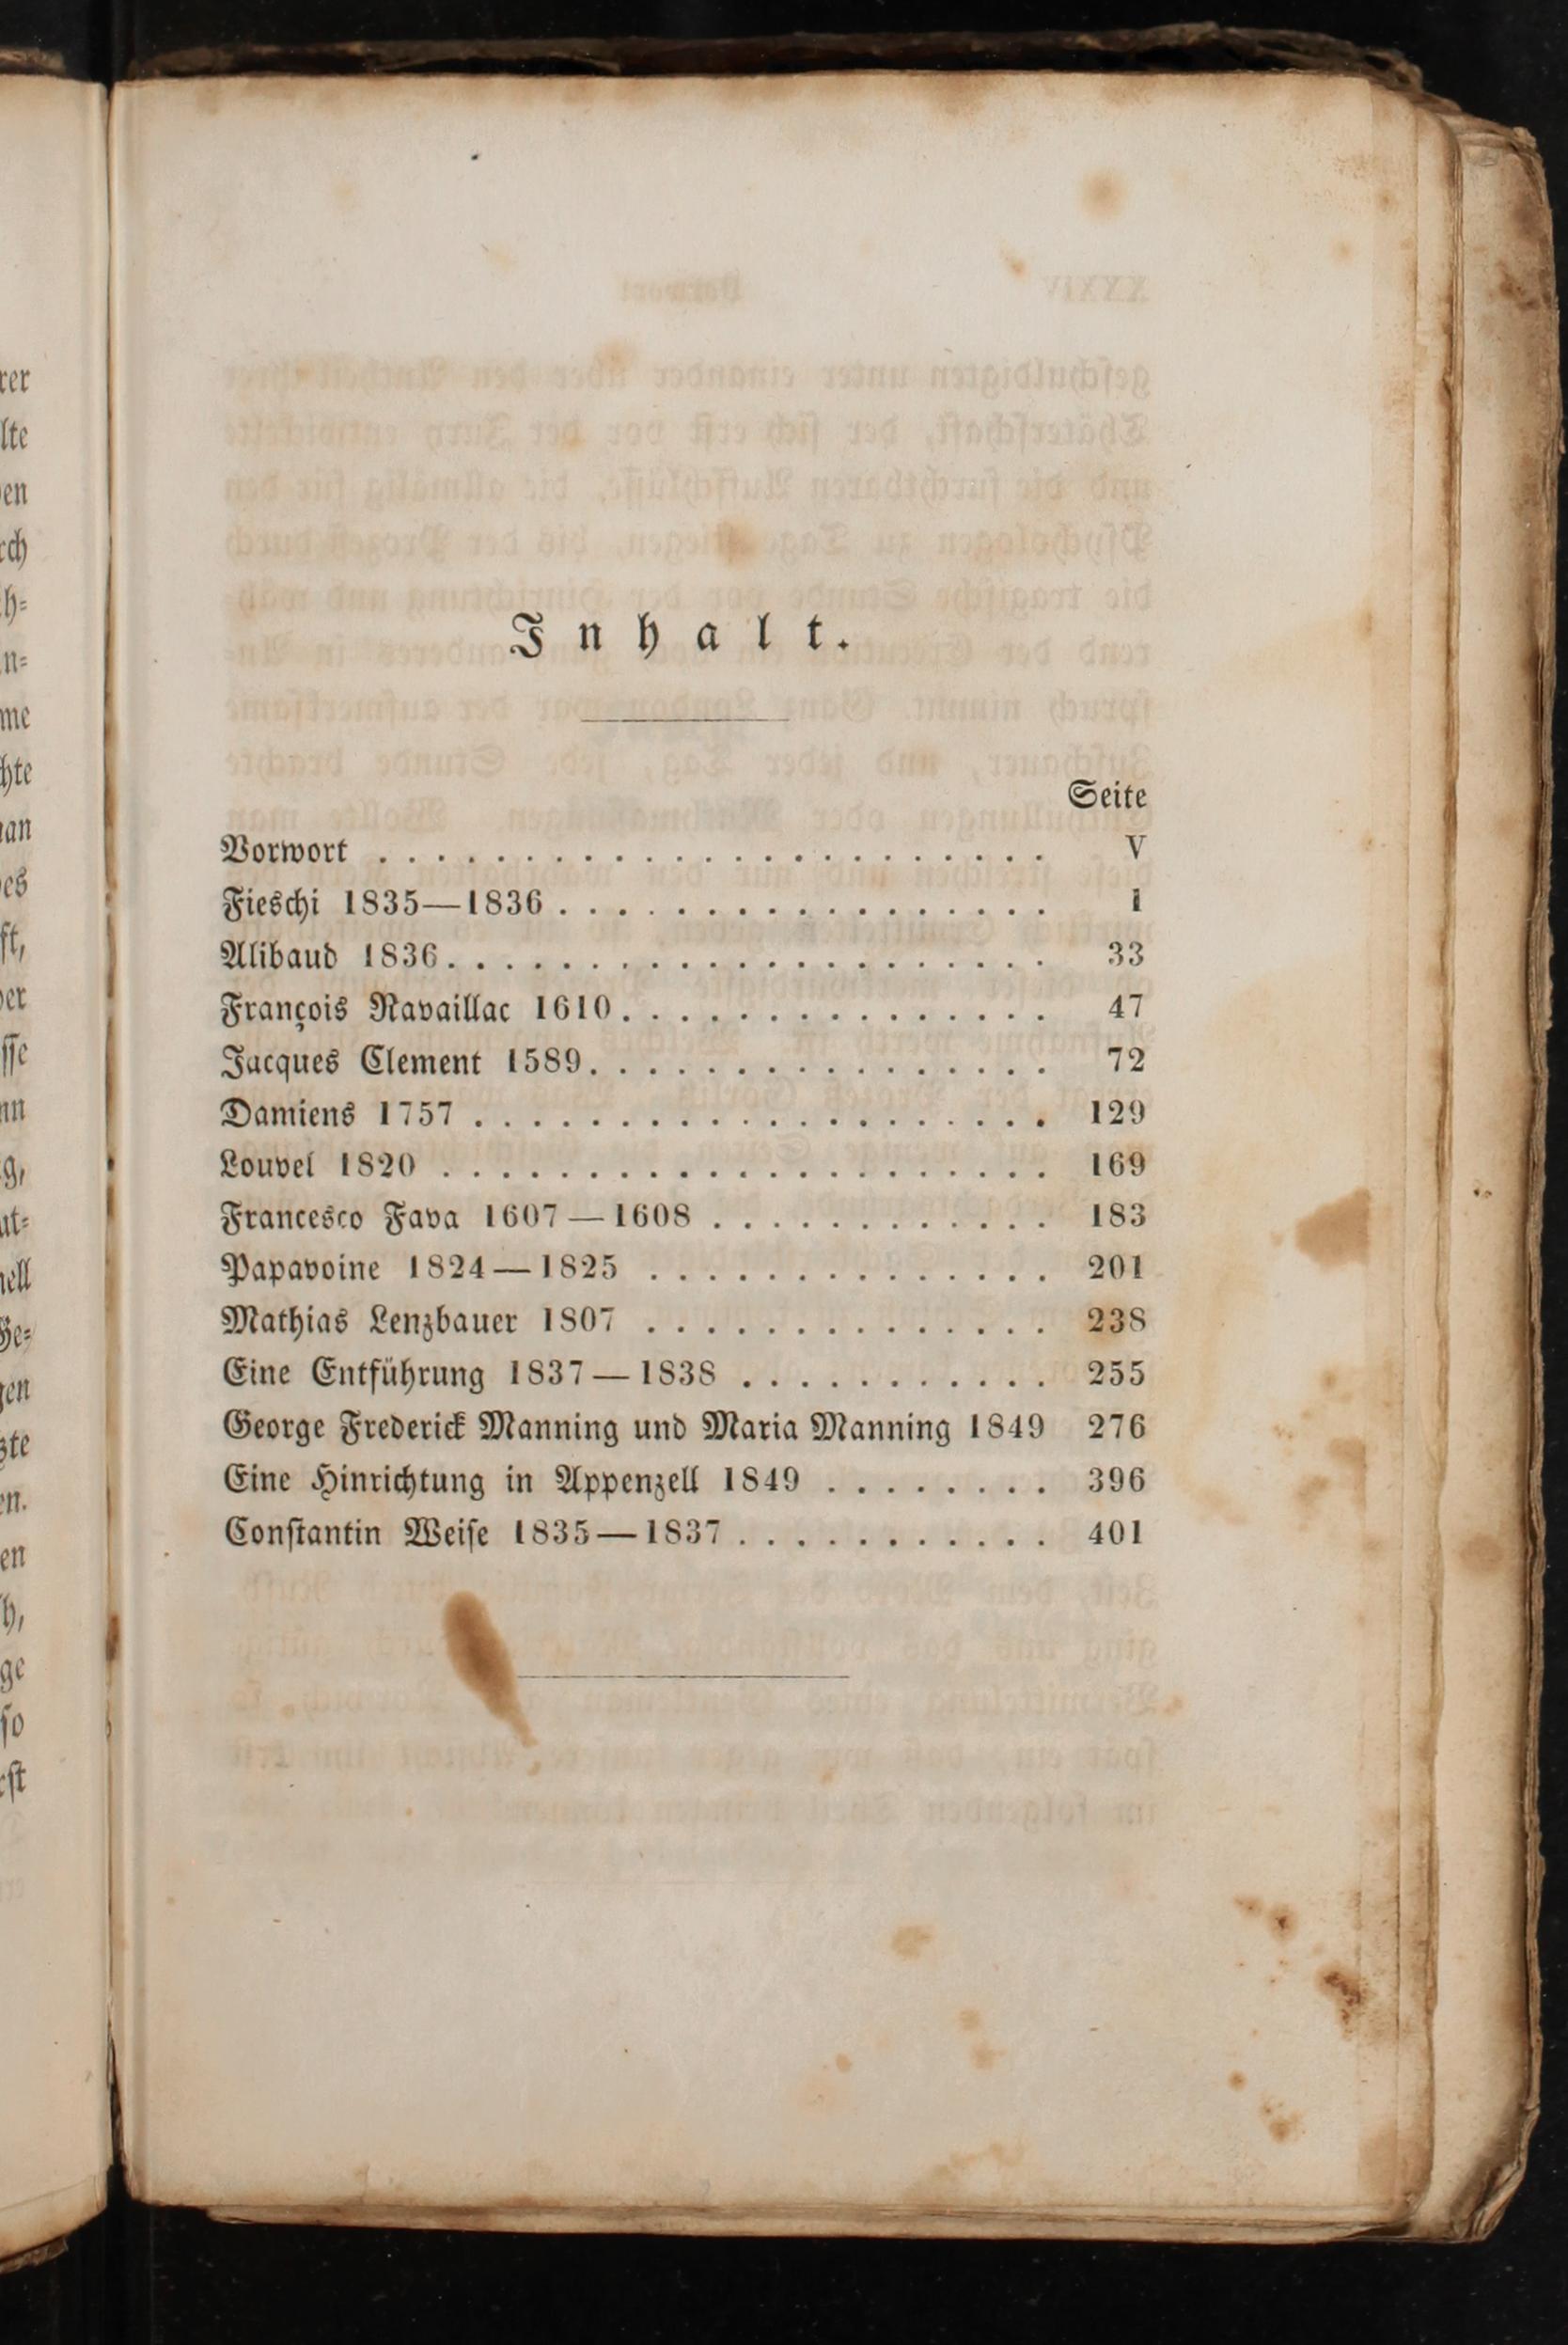 Inhalt.
Seite
Vorwort . . . . . . . . . . . . . . . . . . . . . . . V
Fieschi 1835—1836 . . . . . . . . . . . . . . . . . 1
Alibaud 1836. . . . . . . . . . . . . . . . . . . . . 33
François Ravaillac 1610. . . . . . . . . . . . . . . 47
Jacques Clement 1589. . . . . . . . . . . . . . . . 72
Damiens 1757 . . . . . . . . . . . . . . . . . . . . 129
Louvel 1820 . . . . . . . . . . . . . . . . . . . . . 169
Francesco Fava 1607—1608 . . . . . . . . . . . . 183
Papavoine 1824—1825 . . . . . . . . . . . . . . 201
Mathias Lenzbauer 1807 . . . . . . . . . . . . . . 238
Eine Entführung 1837—1838 . . . . . . . . . . . 255
George Frederick Manning und Maria Manning 1849 276
Eine Hinrichtung in Appenzell 1849 . . . . . . . . 396
Conſtantin Weiſe 1835—1837 . . . . . . . . . . . 401